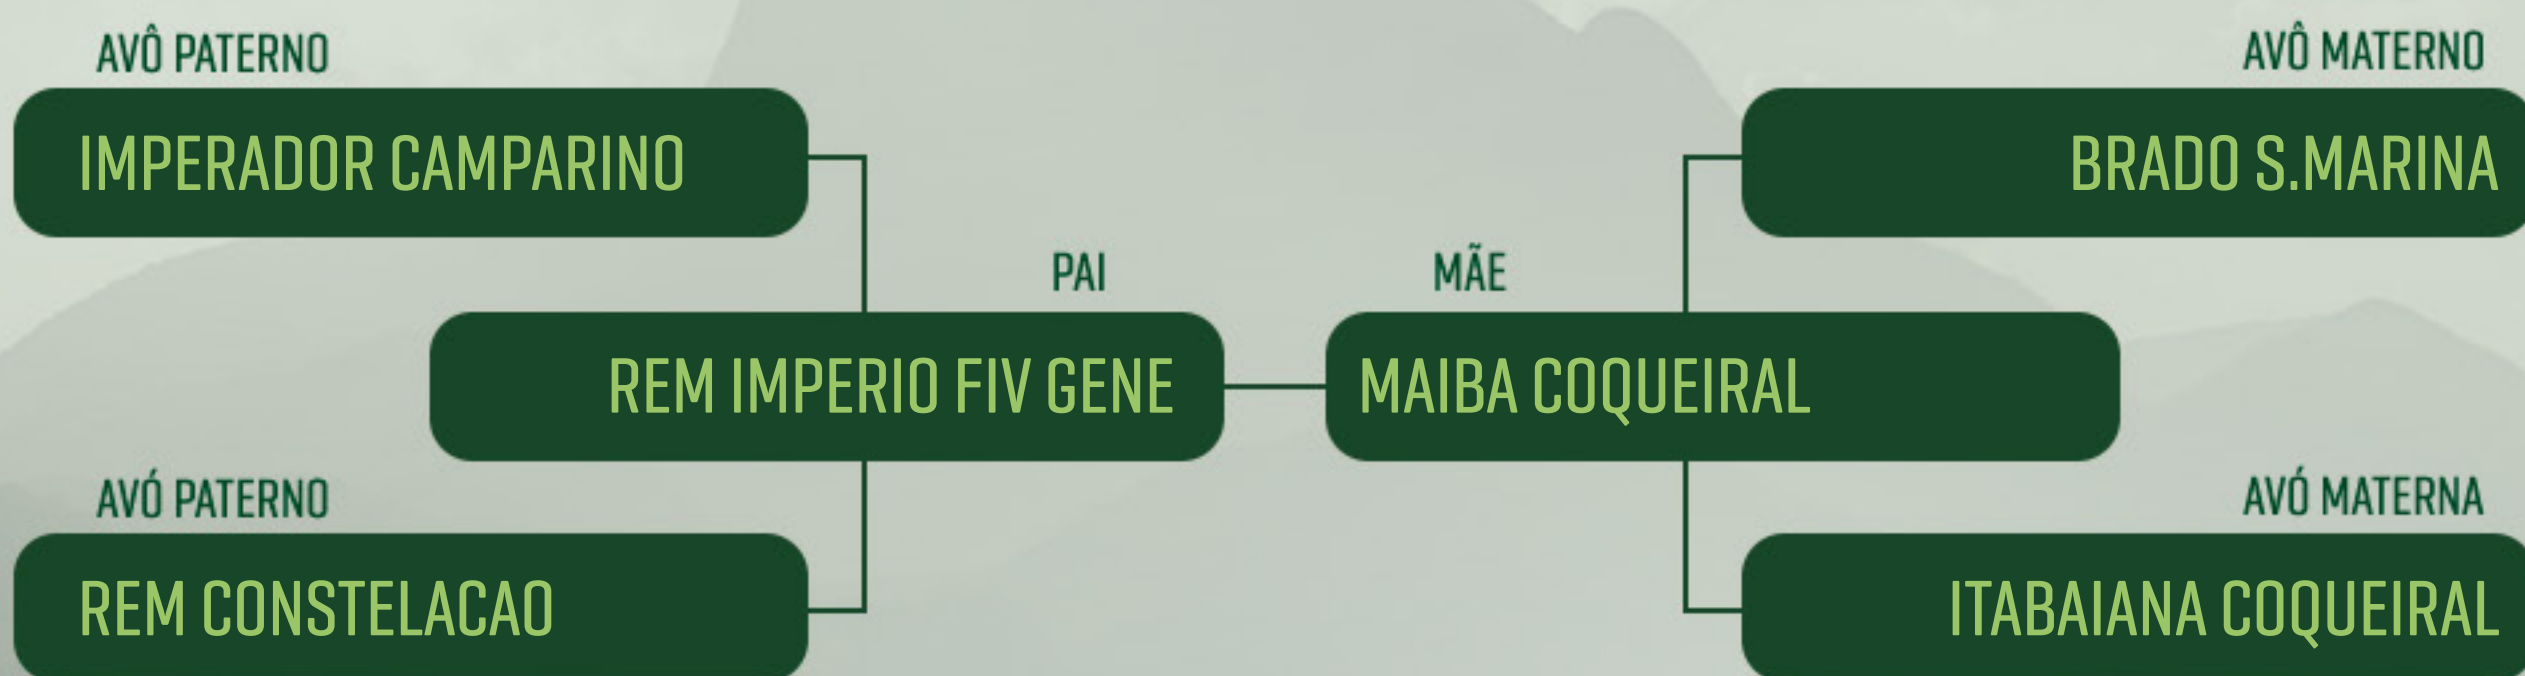 AVÔ PATERNO
IMPERADOR CAMPARINO
AVÔ MATERNO
BRADO S.MARINA
PAI
REM IMPERIO FIV GENE
MÃE
MAIBA COQUEIRAL
AVÓ PATERNO
REM CONSTELACAO
AVÓ MATERNA
ITABAIANA COQUEIRAL